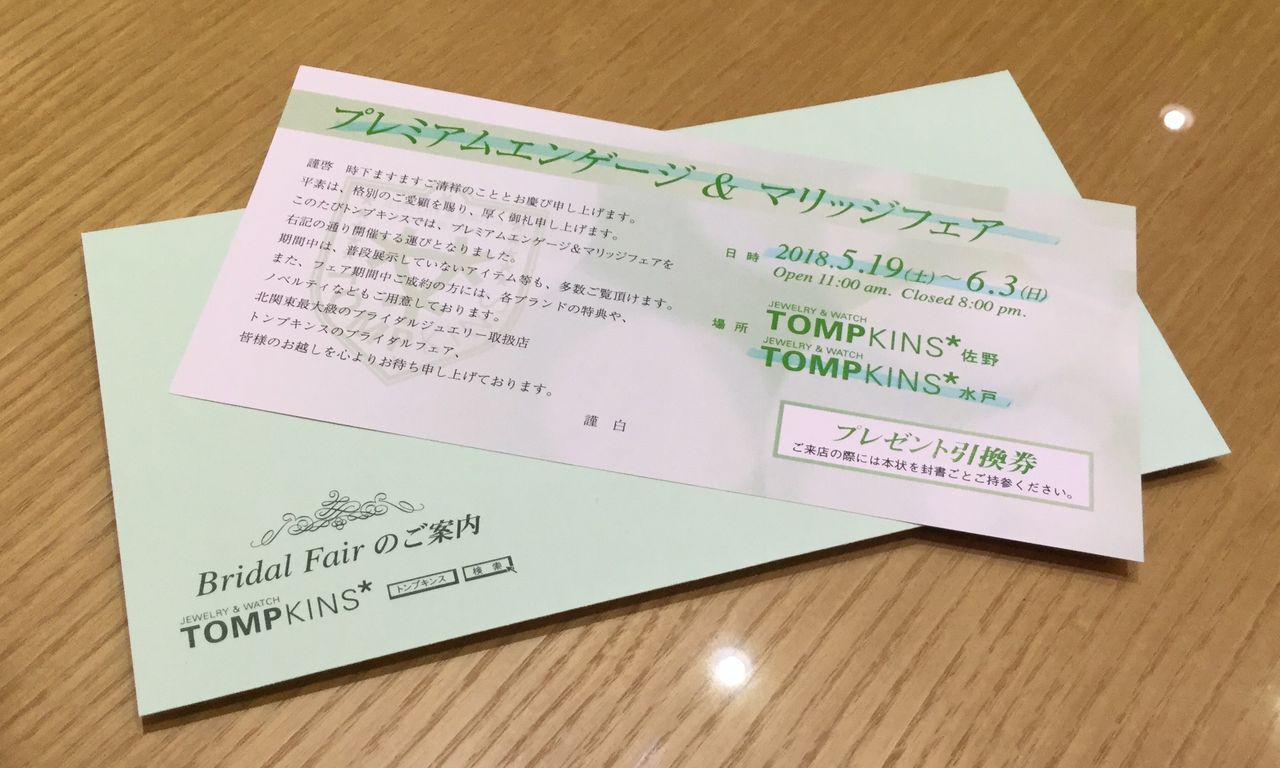 プレミアムエンゲージ & マリッジフェア
謹啓 時下ますますご清祥のこととお慶び申し上げます。
平素は、格別のご愛顧を賜り、厚く御礼申し上げます。
このたびトンプキンスでは、プレミアムエンゲージ&マリッジフェアを
右記の通り開催する運びとなりました。
期間中は、普段展示していないアイテム等も、多数ご覧頂けます。
また、フェア期間中ご成約の方には、各ブランドの特典や、
ノベルティなどもご用意しております。
北関東最大級のブライダルジュエリー取扱店
トンプキンスのブライダルフェア、
皆様のお越しを心よりお待ち申し上げております。
謹 白
日 時 2018.5.19(土)~6.3(日)
Open 11:00 am. Closed 8:00 pm.
場 所 JEWELRY & WATCH
TOMPKINS* 佐野
JEWELRY & WATCH
TOMPKINS* 水戸
プレゼント引換券
ご来店の際には本状を封書ごとご持参ください。
Bridal Fair のご案内
JEWELRY & WATCH
TOMPKINS* トンプキンス 検索